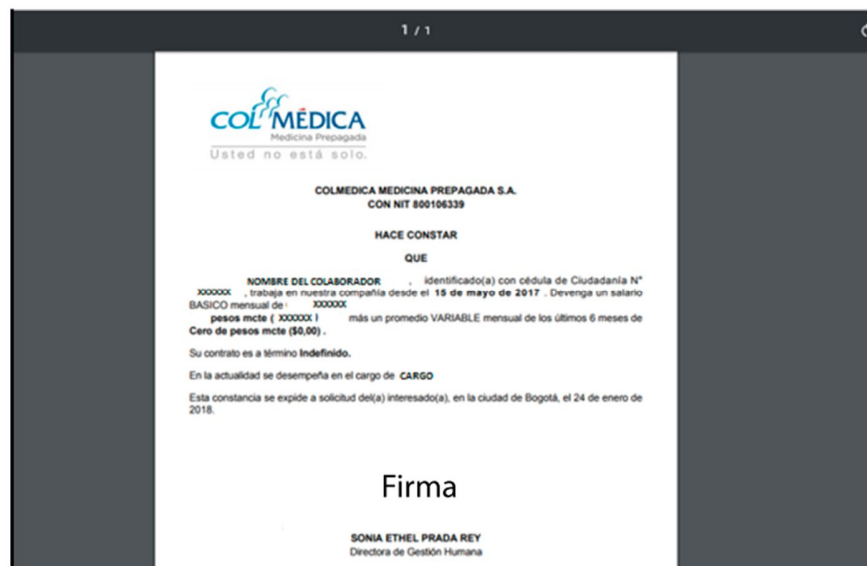 1 / 1
COLMÉDICA
Medicina Prepagada
Usted no está solo.
COLMEDICA MEDICINA PREPAGADA S.A.
CON NIT 800106339
HACE CONSTAR
QUE
NOMBRE DEL COLABORADOR , identificado(a) con cédula de Ciudadanía N°
XXXXXX , trabaja en nuestra compañía desde el 15 de mayo de 2017 . Devenga un salario
BASICO mensual de XXXXXX
pesos mcte ( XXXXXX ) más un promedio VARIABLE mensual de los últimos 6 meses de
Cero de pesos mcte ($0,00) .
Su contrato es a término Indefinido.
En la actualidad se desempeña en el cargo de CARGO
Esta constancia se expide a solicitud del(a) interesado(a), en la ciudad de Bogotá, el 24 de enero de
2018.
Firma
SONIA ETHEL PRADA REY
Directora de Gestión Humana